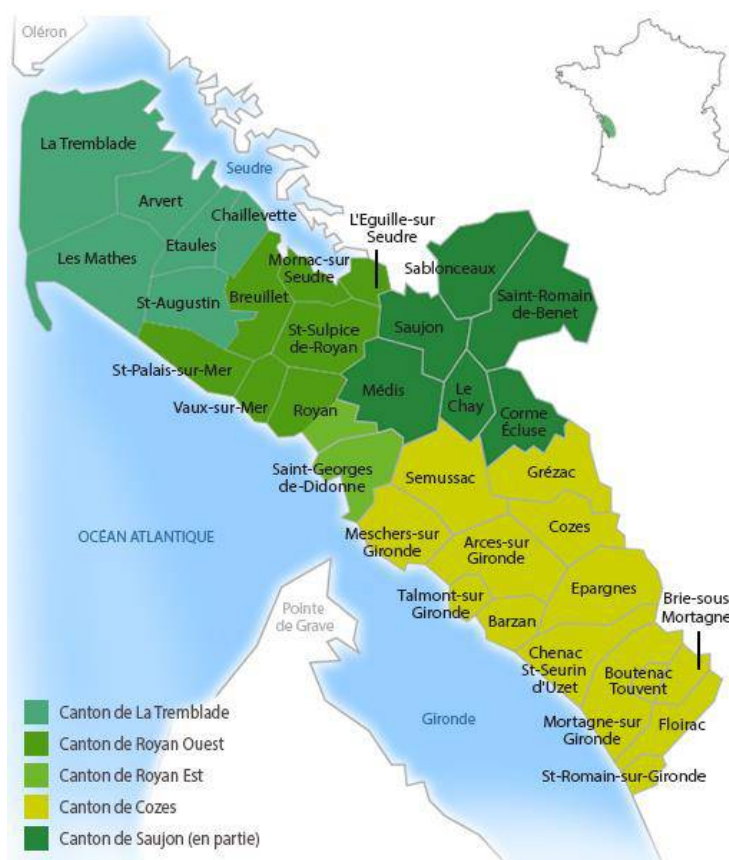 Oléron
La Tremblade
Seudre
Arvert
Chaillevette
L'Eguille-sur
Seudre
Etaules
Les Mathes
Mornac-sur
Seudre
Sablonceaux
St-Augustin
Breuillet
Saint-Romain
de-Benet
St-Sulpice
de-Royan
Saujon
St-Palais-sur-Mer
Médis
Le
Chay
Vaux-sur-Mer
Royan
Corme
Écluse
Saint-Georges
de-Didonne
Semussac
Grézac
OCÉAN ATLANTIQUE
Meschers-sur
Gironde
Arces-sur
Gironde
Cozes
Talmont-sur
Gironde
Epargnes
Brie-sous
Mortagne
Pointe
de Grave
Barzan
Chenac
St-Seurin
d'Uzet
Boutenac
Touvent
Gironde
Mortagne-sur
Gironde
Floirac
St-Romain-sur-Gironde
Canton de La Tremblade
Canton de Royan Ouest
Canton de Royan Est
Canton de Cozes
Canton de Saujon (en partie)